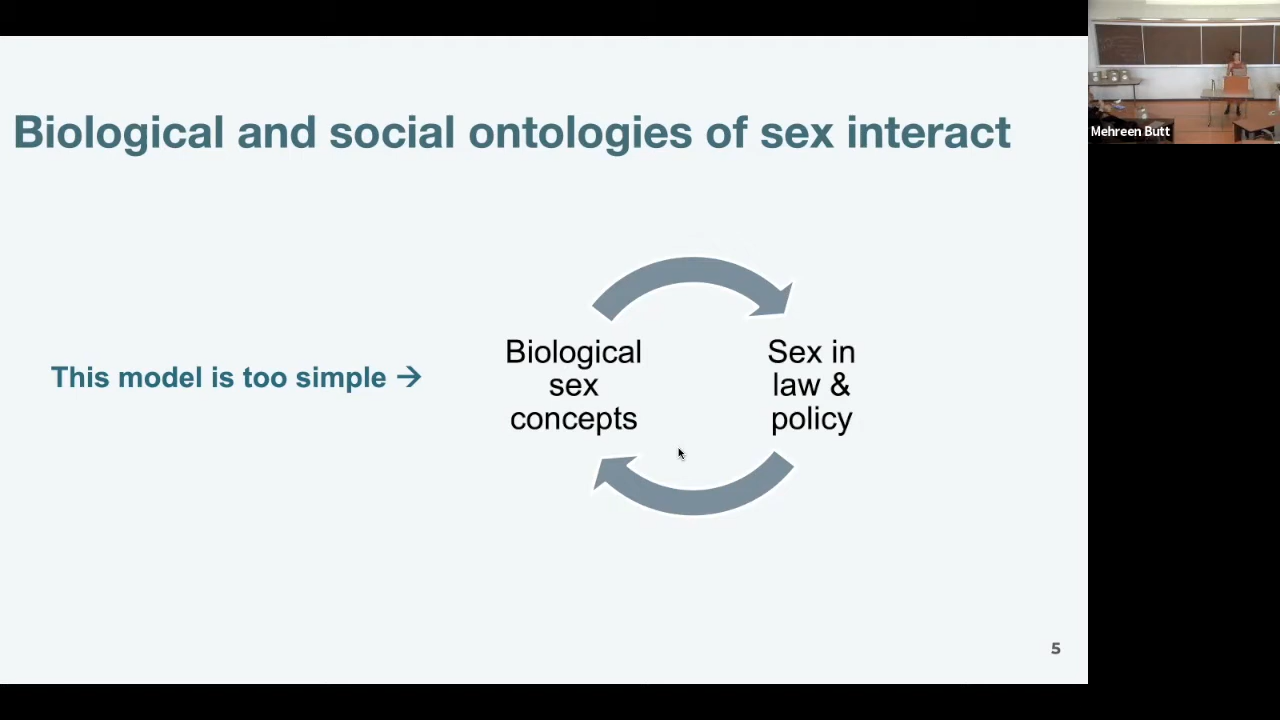 Biological and social ontologies of sex interact
This model is too simple →
Biological
sex
concepts
Sex in
law &
policy
5
Mehreen Butt